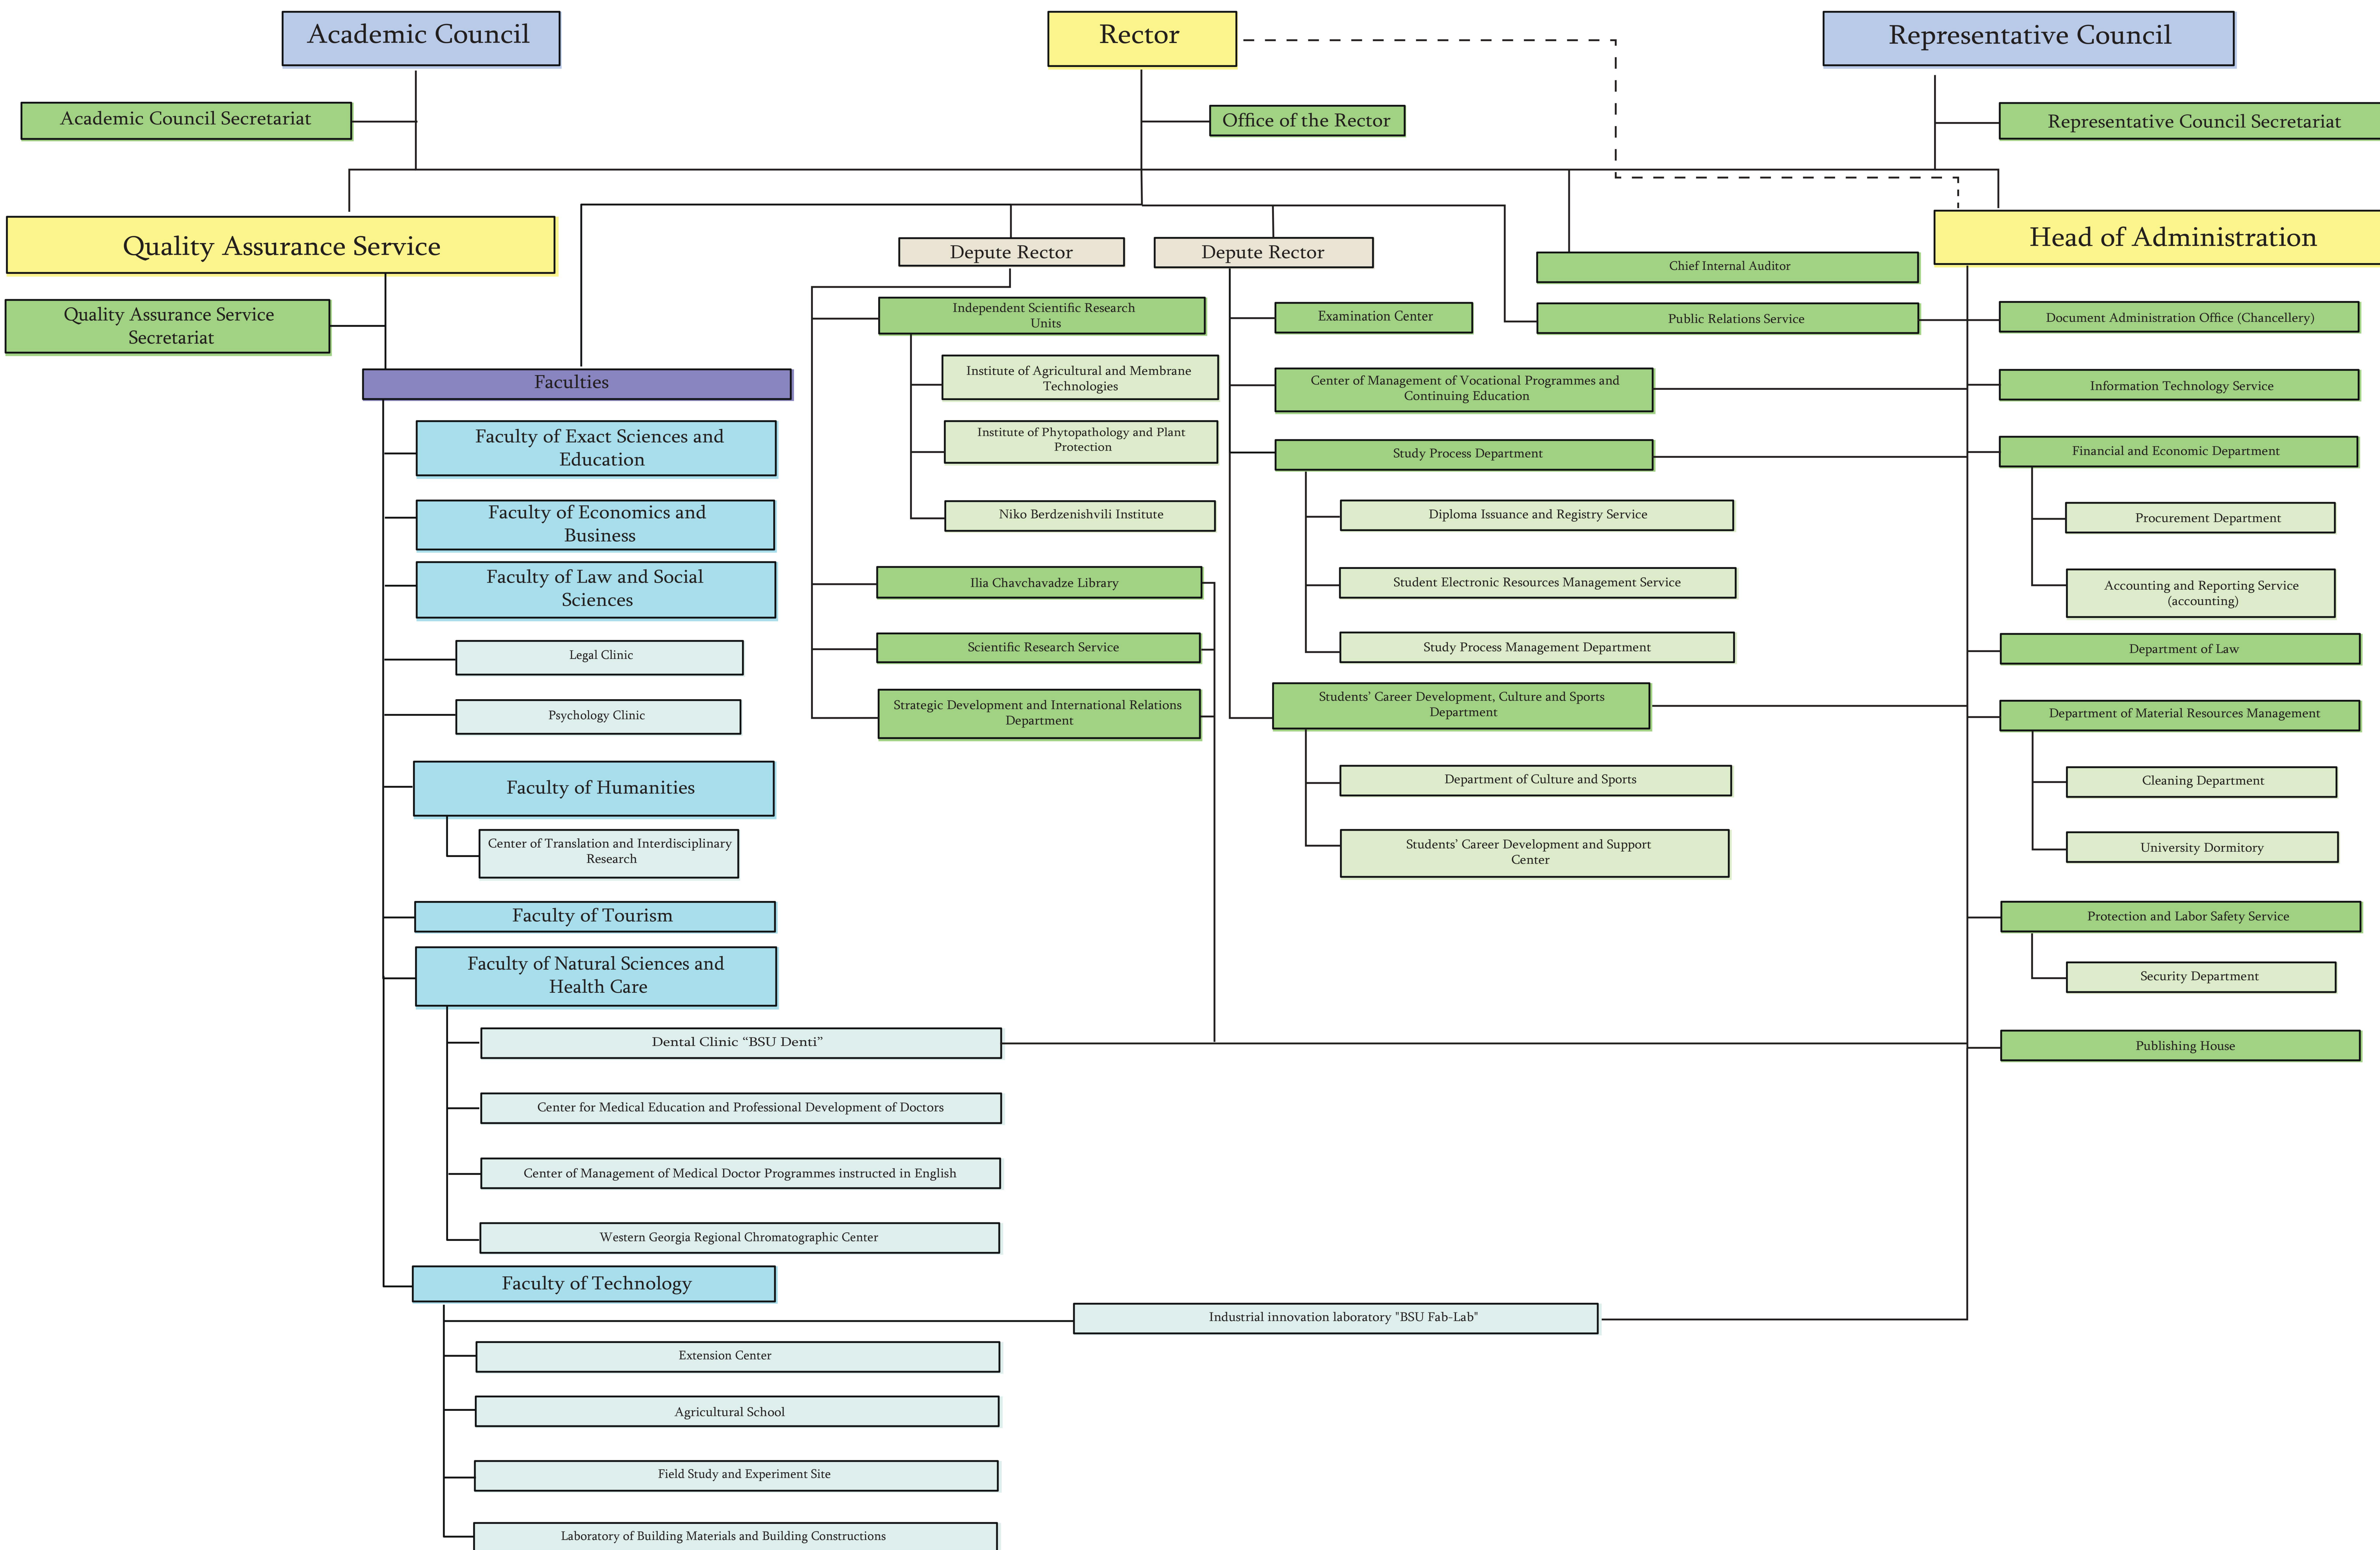 Academic Council
Rector
Representative Council
Academic Council Secretariat
Office of the Rector
Representative Council Secretariat
Quality Assurance Service
Depute Rector
Depute Rector
Chief Internal Auditor
Head of Administration
Quality Assurance Service
Secretariat
Independent Scientific Research
Units
Examination Center
Public Relations Service
Document Administration Office (Chancellery)
Faculties
Institute of Agricultural and Membrane
Technologies
Center of Management of Vocational Programmes and
Continuing Education
Information Technology Service
Faculty of Exact Sciences and
Education
Institute of Phytopathology and Plant
Protection
Study Process Department
Financial and Economic Department
Faculty of Economics and
Business
Niko Berdzenishvili Institute
Diploma Issuance and Registry Service
Procurement Department
Faculty of Law and Social
Sciences
Ilia Chavchavadze Library
Student Electronic Resources Management Service
Accounting and Reporting Service
(accounting)
Legal Clinic
Scientific Research Service
Study Process Management Department
Department of Law
Psychology Clinic
Strategic Development and International Relations
Department
Students’ Career Development, Culture and Sports
Department
Department of Material Resources Management
Faculty of Humanities
Department of Culture and Sports
Cleaning Department
Center of Translation and Interdisciplinary
Research
Students’ Career Development and Support
Center
University Dormitory
Faculty of Tourism
Protection and Labor Safety Service
Faculty of Natural Sciences and
Health Care
Security Department
Dental Clinic “BSU Denti”
Publishing House
Center for Medical Education and Professional Development of Doctors
Center of Management of Medical Doctor Programmes instructed in English
Western Georgia Regional Chromatographic Center
Faculty of Technology
Industrial innovation laboratory "BSU Fab-Lab"
Extension Center
Agricultural School
Field Study and Experiment Site
Laboratory of Building Materials and Building Constructions